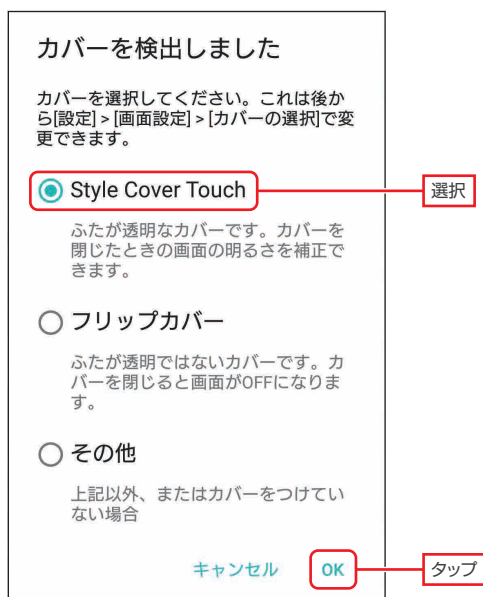 カバーを検出しました
カバーを選択してください。これは後か
ら[設定] > [画面設定] > [カバーの選択]で変
更できます。
Style Cover Touch
選択
ふたが透明なカバーです。カバーを
閉じたときの画面の明るさを補正で
きます。
フリップカバー
ふたが透明ではないカバーです。カ
バーを閉じると画面がOFFになりま
す。
その他
上記以外、またはカバーをつけてい
ない場合
キャンセル
OK
タップ